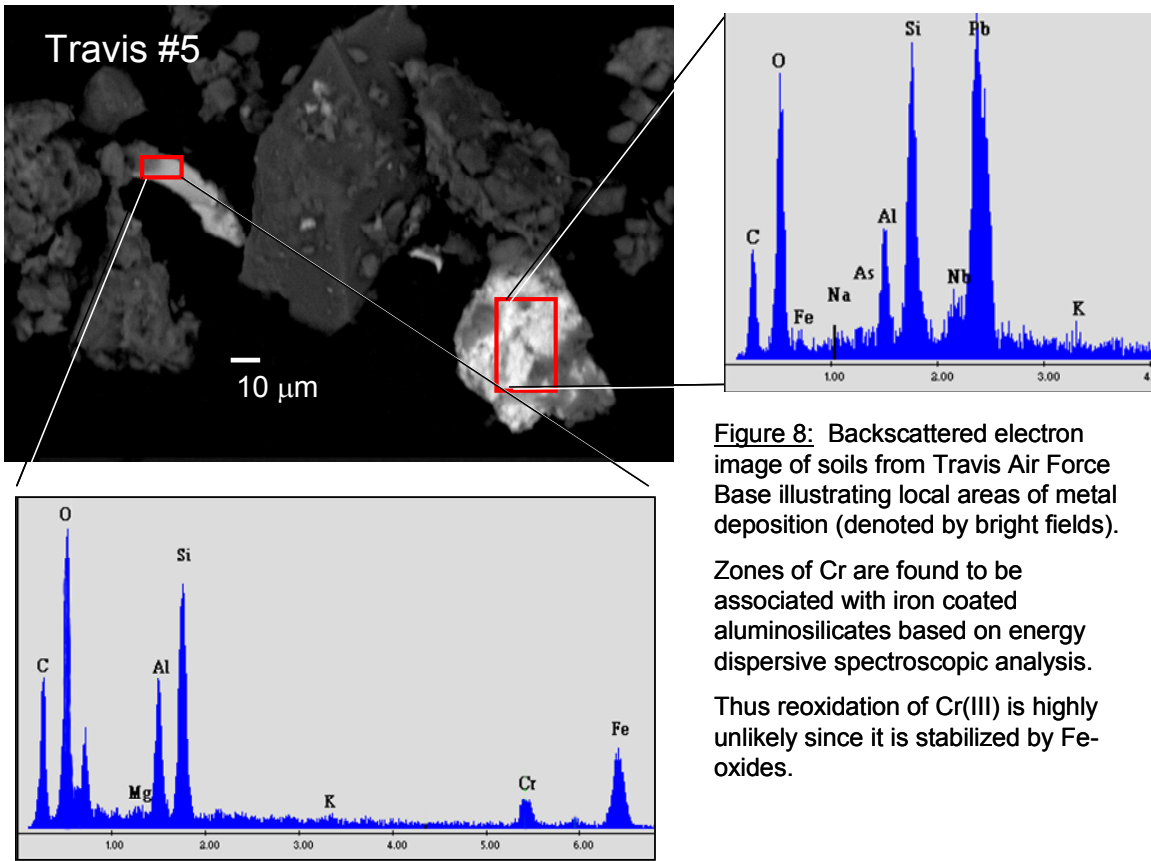 Travis #5
10 μm
Si
Pb
O
Al
C
As
Nb
Na
Fe
K
1.00
2.00
3.00
4.
Figure 8: Backscattered electron
image of soils from Travis Air Force
Base illustrating local areas of metal
deposition (denoted by bright fields).
Zones of Cr are found to be
associated with iron coated
aluminosilicates based on energy
dispersive spectroscopic analysis.
Thus reoxidation of Cr(III) is highly
unlikely since it is stabilized by Fe-
oxides.
O
Si
C
Al
Fe
Mg
K
Cr
1.00
2.00
3.00
4.00
5.00
6.00